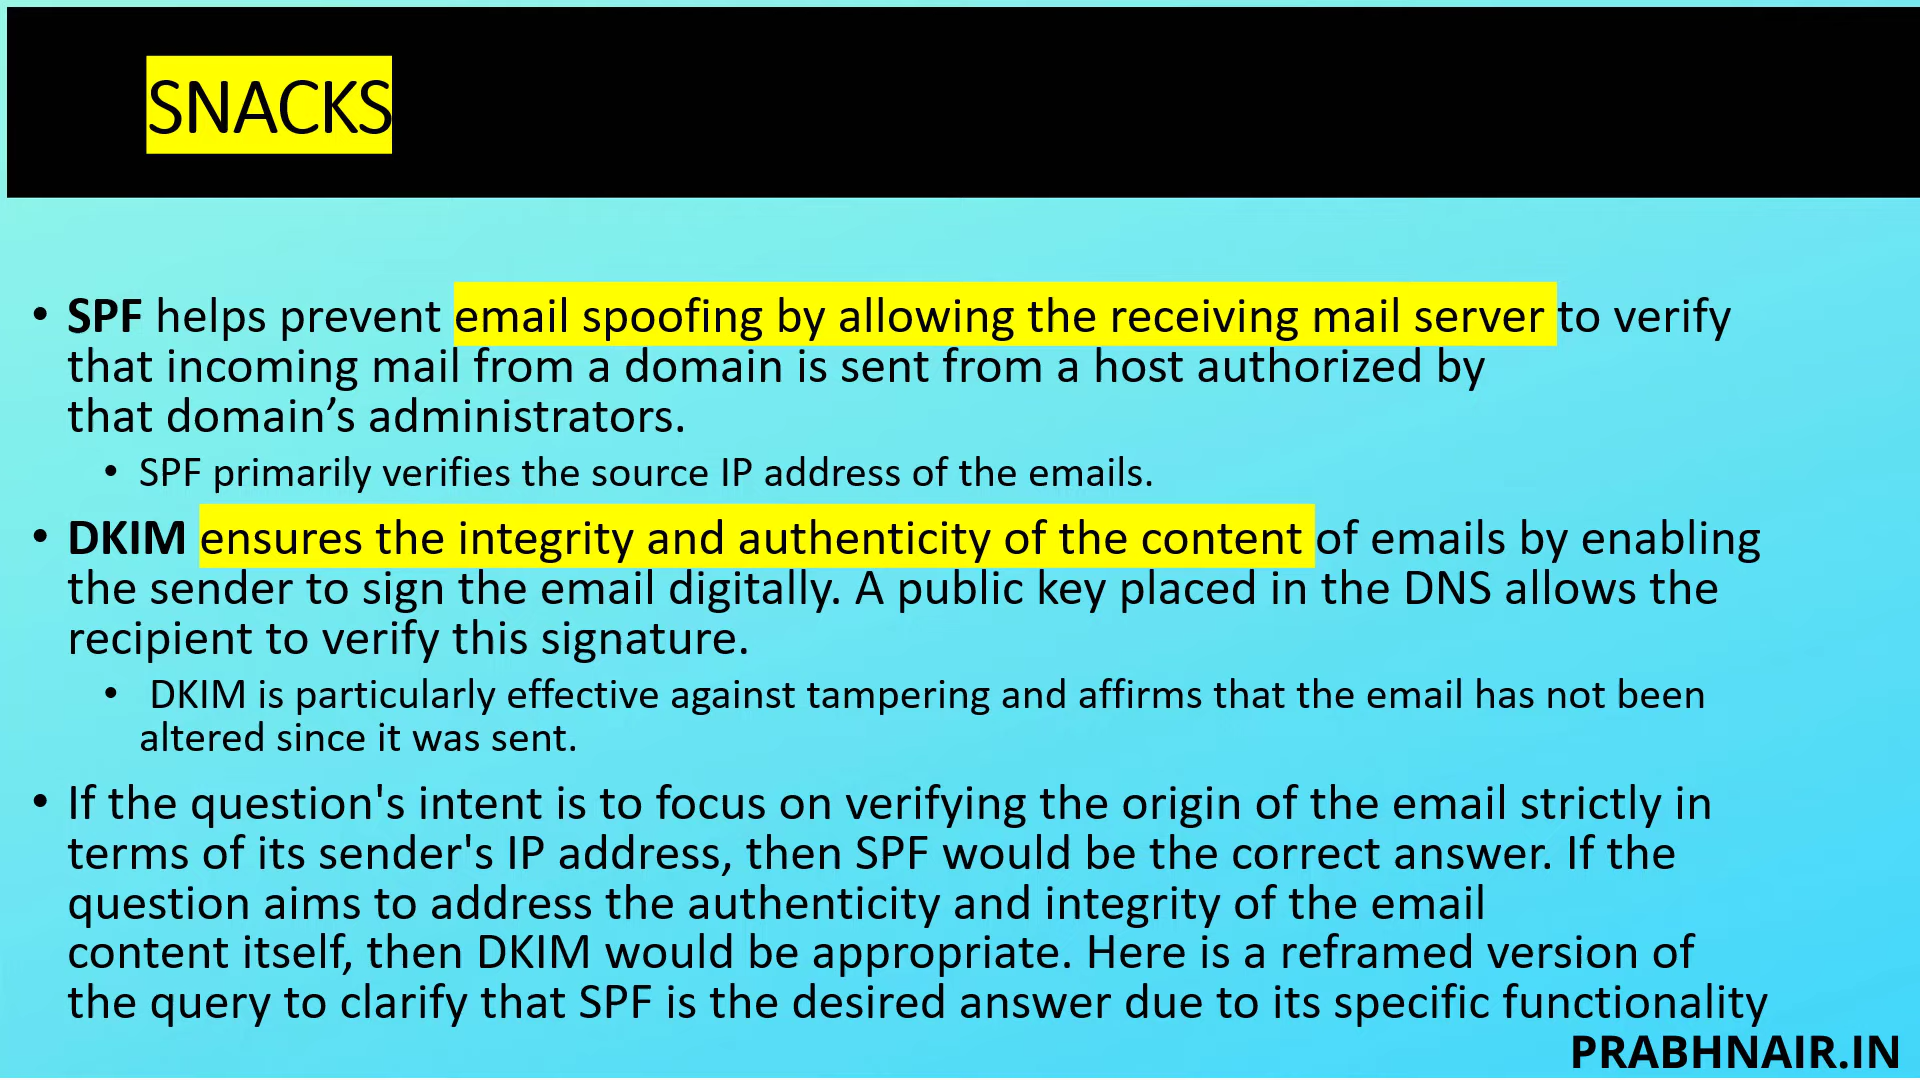 SNACKS
• SPF helps prevent email spoofing by allowing the receiving mail server to verify
that incoming mail from a domain is sent from a host authorized by
that domain’s administrators.
• SPF primarily verifies the source IP address of the emails.
• DKIM ensures the integrity and authenticity of the content of emails by enabling
the sender to sign the email digitally. A public key placed in the DNS allows the
recipient to verify this signature.
• DKIM is particularly effective against tampering and affirms that the email has not been
altered since it was sent.
• If the question's intent is to focus on verifying the origin of the email strictly in
terms of its sender's IP address, then SPF would be the correct answer. If the
question aims to address the authenticity and integrity of the email
content itself, then DKIM would be appropriate. Here is a reframed version of
the query to clarify that SPF is the desired answer due to its specific functionality
PRABHNAIR.IN